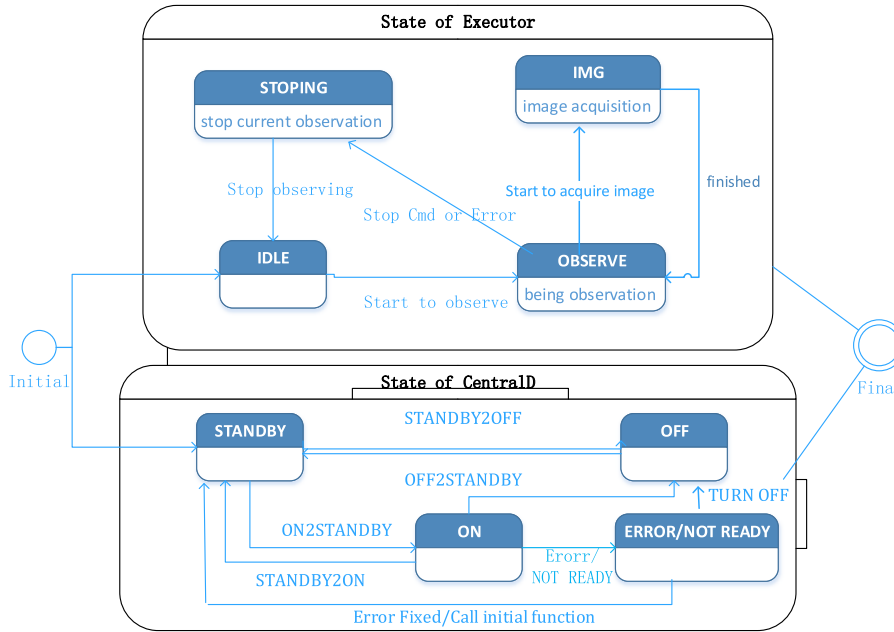 State of Executor
STOPING
stop current observation
IMG
image acquisition
Stop observing
Start to acquire image
finished
Stop Cmd or Error
IDLE
OBSERVE
being observation
Start to observe
Initial
Fina
State of CentralD
STANDBY
STANDBY2OFF
OFF
OFF2STANDBY
TURN OFF
ON2STANDBY
ON
ERROR/NOT READY
Erorr/
NOT READY
STANDBY2ON
Error Fixed/Call initial function